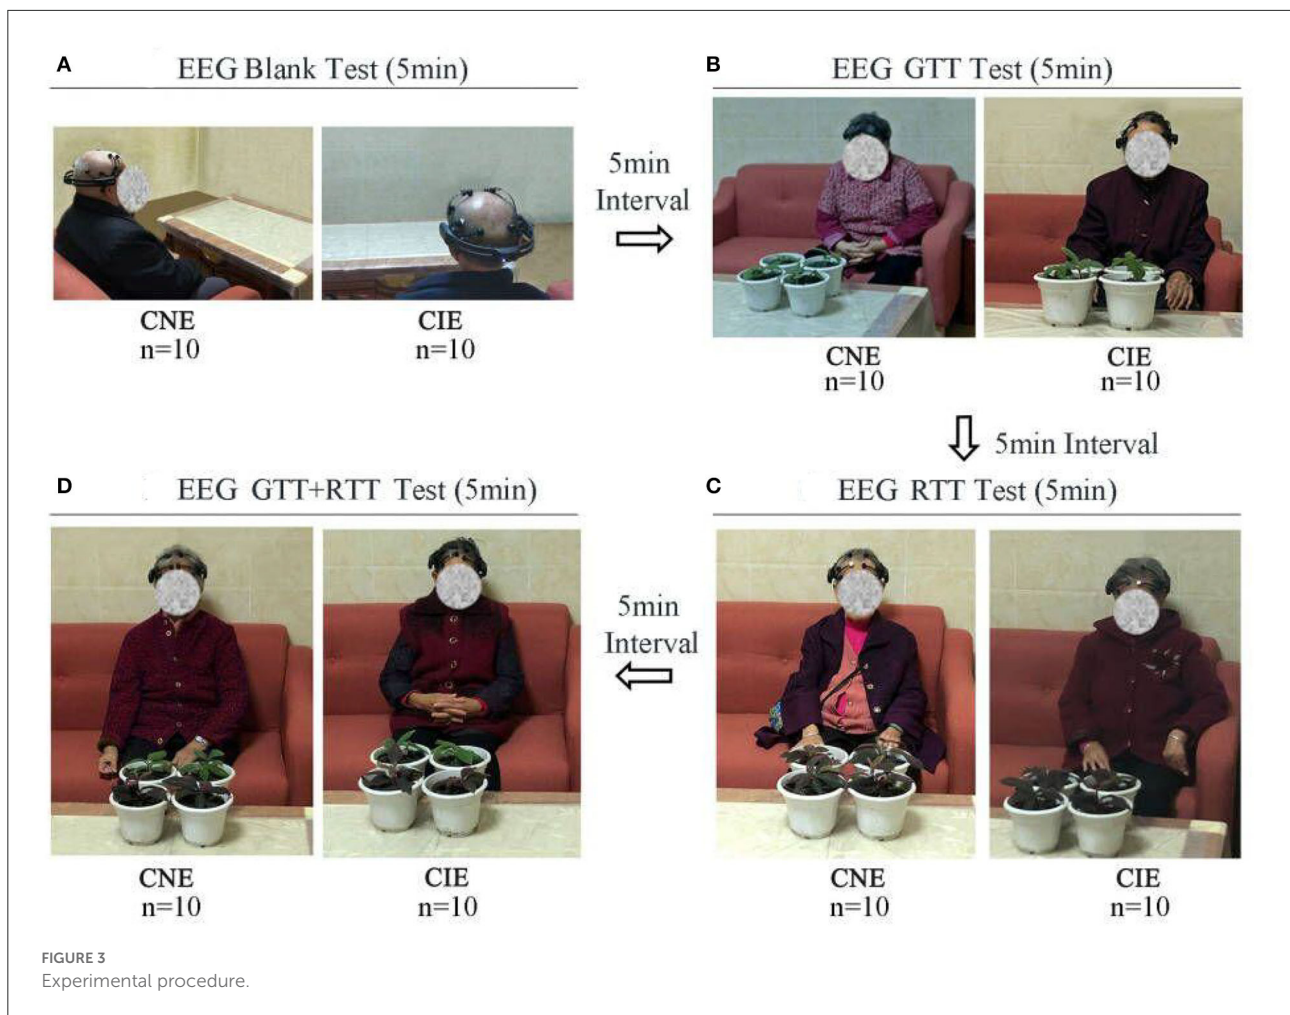 A
EEG Blank Test (5min)
CNE
n=10
CIE
n=10
5min
Interval
B
EEG GTT Test (5min)
CNE
n=10
CIE
n=10
5min Interval
C
EEG RTT Test (5min)
CNE
n=10
CIE
n=10
5min
Interval
D
EEG GTT+RTT Test (5min)
CNE
n=10
CIE
n=10
FIGURE 3
Experimental procedure.